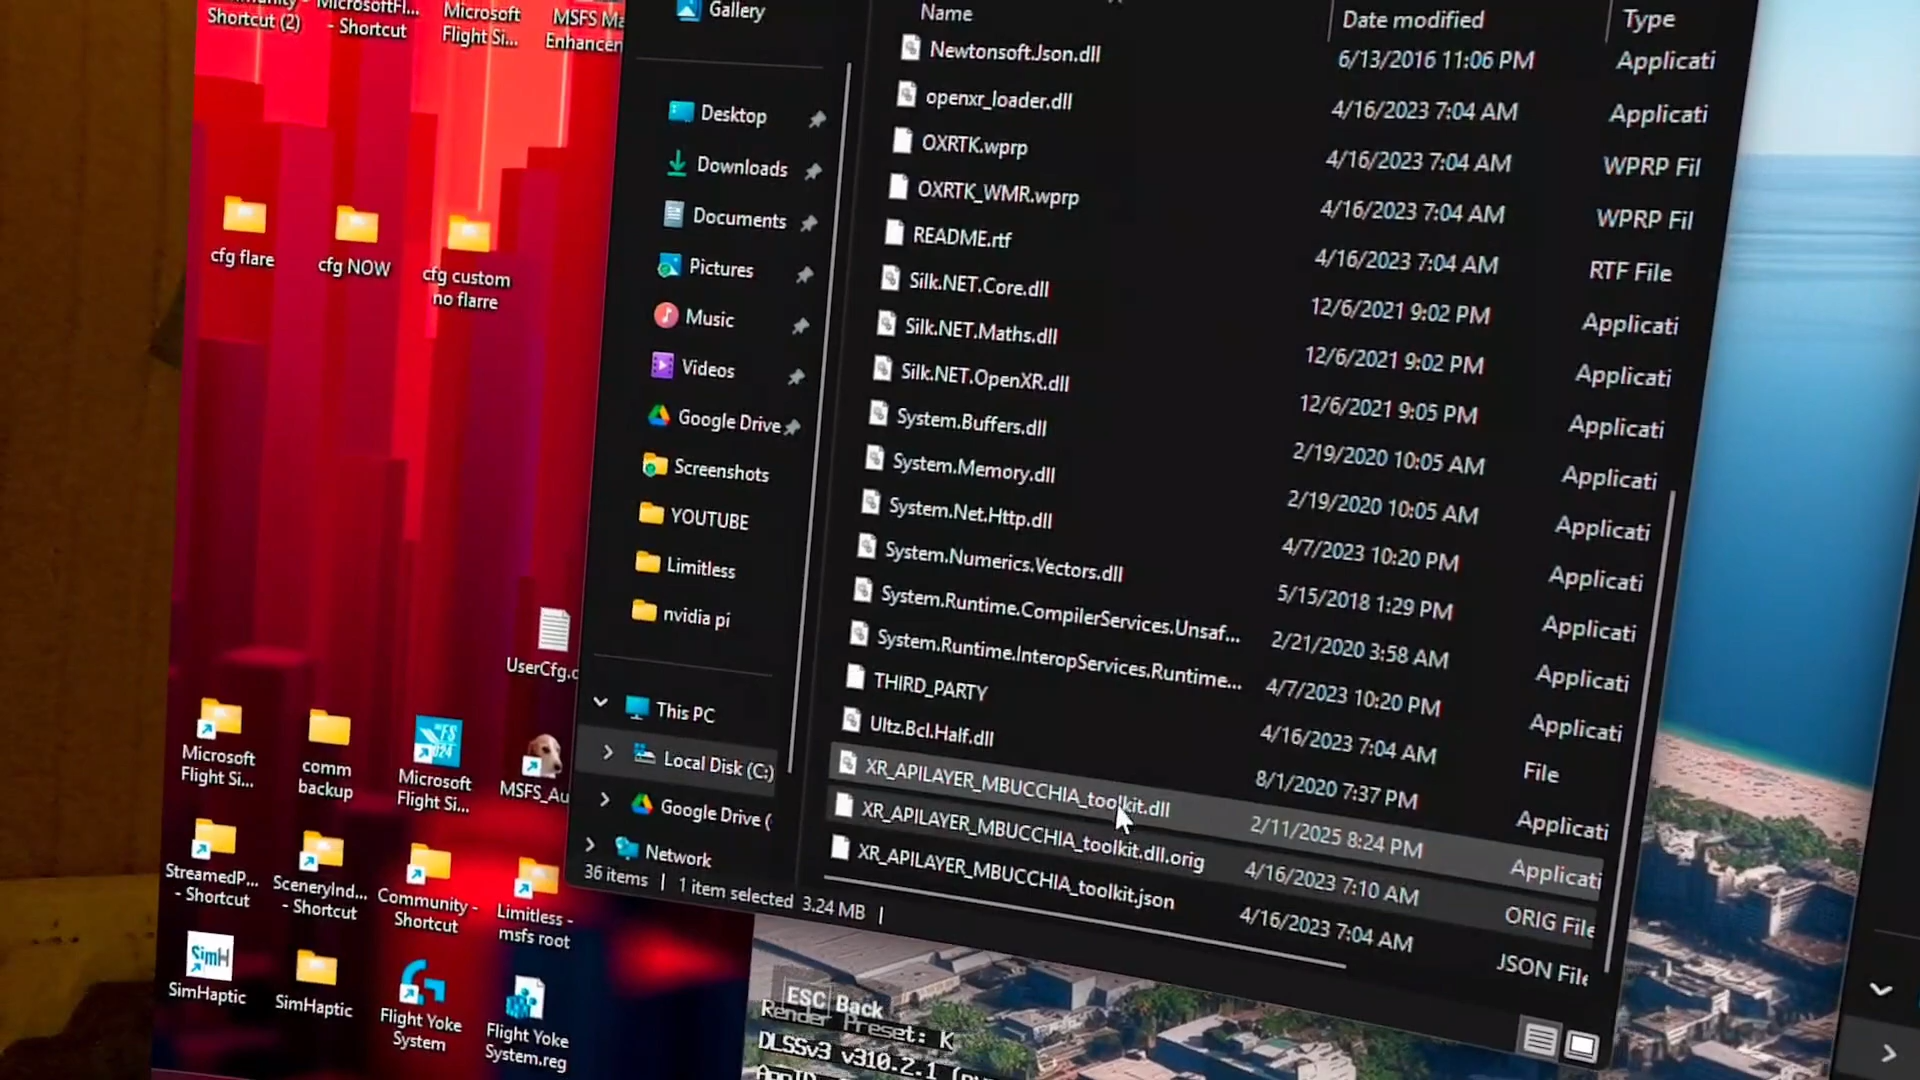 Shortcut (2)
- Shortcut
Microsoft
Flight Si...
MSFS Ma
Enhancen
cfg flare
cfg NOW
cfg custom
no flarre
UserCfg.o
Microsoft
Flight Si...
comm
backup
Microsoft
Flight Si...
MSFS_Au
StreamedP...
- Shortcut
SceneryInd...
- Shortcut
Community -
Shortcut
Limitless -
msfs root
SimH
SimHaptic
SimHaptic
Flight Yoke
System
Flight Yoke
System.reg
Gallery
Desktop
Downloads
Documents
Pictures
Music
Videos
Google Drive
Screenshots
YOUTUBE
Limitless
nvidia pi
This PC
Local Disk (C:)
Google Drive (
Network
36 items | 1 item selected 3.24 MB |
Name Date modified Type
Newtonsoft.Json.dll 6/13/2016 11:06 PM Applicati
openxr_loader.dll 4/16/2023 7:04 AM Applicati
OXRTK.wprp 4/16/2023 7:04 AM WPRP Fil
OXRTK_WMR.wprp 4/16/2023 7:04 AM WPRP Fil
README.rtf 4/16/2023 7:04 AM RTF File
Silk.NET.Core.dll 12/6/2021 9:02 PM Applicati
Silk.NET.Maths.dll 12/6/2021 9:02 PM Applicati
Silk.NET.OpenXR.dll 12/6/2021 9:05 PM Applicati
System.Buffers.dll 2/19/2020 10:05 AM Applicati
System.Memory.dll 2/19/2020 10:05 AM Applicati
System.Net.Http.dll 4/7/2023 10:20 PM Applicati
System.Numerics.Vectors.dll 5/15/2018 1:29 PM Applicati
System.Runtime.CompilerServices.Unsaf... 2/21/2020 3:58 AM Applicati
System.Runtime.InteropServices.Runtime... 4/7/2023 10:20 PM Applicati
THIRD_PARTY 4/16/2023 7:04 AM File
Ultz.Bcl.Half.dll 8/1/2020 7:37 PM Applicati
XR_APILAYER_MBUCCHIA_toolkit.dll 2/11/2025 8:24 PM Applicati
XR_APILAYER_MBUCCHIA_toolkit.dll.orig 4/16/2023 7:10 AM ORIG File
XR_APILAYER_MBUCCHIA_toolkit.json 4/16/2023 7:04 AM JSON File
ESC Back
Render Preset: K
DLSSv3 v310.2.1